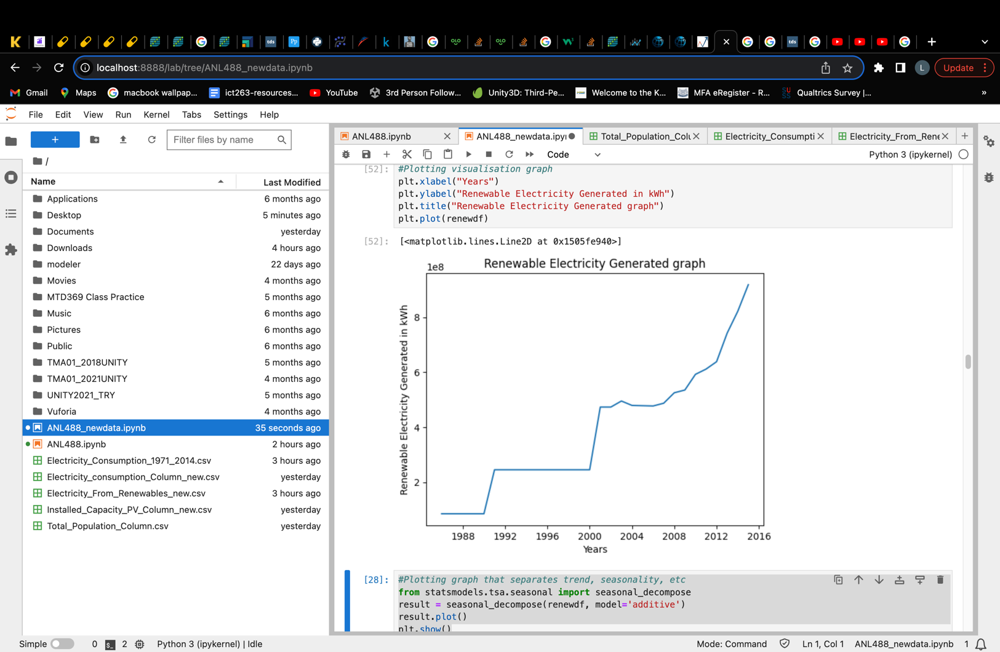 localhost:8888/lab/tree/ANL488_newdata.ipynb
L
Update
Gmail
Maps
macbook wallpap...
ict263-resources...
YouTube
3rd Person Follow...
Unity3D: Third-Pe...
Welcome to the K...
MFA eRegister - R...
Qualtrics Survey |...
»
File Edit View Run Kernel Tabs Settings Help
Filter files by name
ANL488.ipynb
ANL488_newdata.ipyı
Total_Population_Colu
Electricity_Consumpti
Electricity_From_Rene
Code
Python 3 (ipykernel)
/
Name Last Modified
Applications 6 months ago
Desktop 5 minutes ago
Documents yesterday
Downloads 4 hours ago
modeler 22 days ago
Movies 4 months ago
MTD369 Class Practice 5 months ago
Music 6 months ago
Pictures 6 months ago
Public 6 months ago
TMA01_2018UNITY 5 months ago
TMA01_2021UNITY 4 months ago
UNITY2021_TRY 5 months ago
Vuforia 4 months ago
ANL488_newdata.ipynb 35 seconds ago
ANL488.ipynb 2 hours ago
Electricity_Consumption_1971_2014.csv 3 hours ago
Electricity_consumption_Column_new.csv yesterday
Electricity_From_Renewables_new.csv 3 hours ago
Installed_Capacity_PV_Column_new.csv yesterday
Total_Population_Column.csv yesterday
[52]: #Plotting visualisation graph
plt.xlabel("Years")
plt.ylabel("Renewable Electricity Generated in kWh")
plt.title("Renewable Electricity Generated graph")
plt.plot(renewdf)
[52]: [<matplotlib.lines.Line2D at 0x1505fe940>]
Renewable Electricity Generated graph
1e8
Renewable Electricity Generated in kWh
8
6
4
2
1988 1992 1996 2000 2004 2008 2012 2016
Years
[28]: #Plotting graph that separates trend, seasonality, etc
from statsmodels.tsa.seasonal import seasonal_decompose
result = seasonal_decompose(renewdf, model='additive')
result.plot()
plt.show()
Simple 0 2 Python 3 (ipykernel) | Idle Mode: Command Ln 1, Col 1 ANL488_newdata.ipynb 1